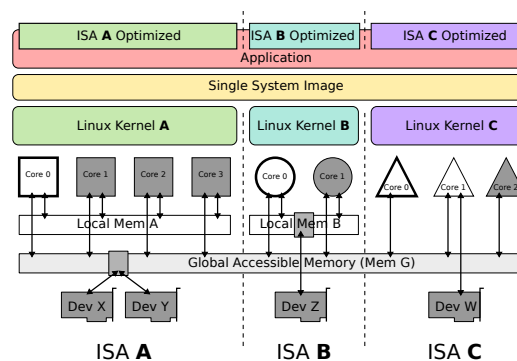 ISA A Optimized ISA B Optimized ISA C Optimized
Application
Single System Image
Linux Kernel A Linux Kernel B Linux Kernel C
Core 0 Core 1 Core 2 Core 3 Core 0 Core 1 Core 0 Core 1 Core 2
Local Mem A Local Mem B
Global Accessible Memory (Mem G)
Dev X Dev Y Dev Z Dev W
ISA A ISA B ISA C